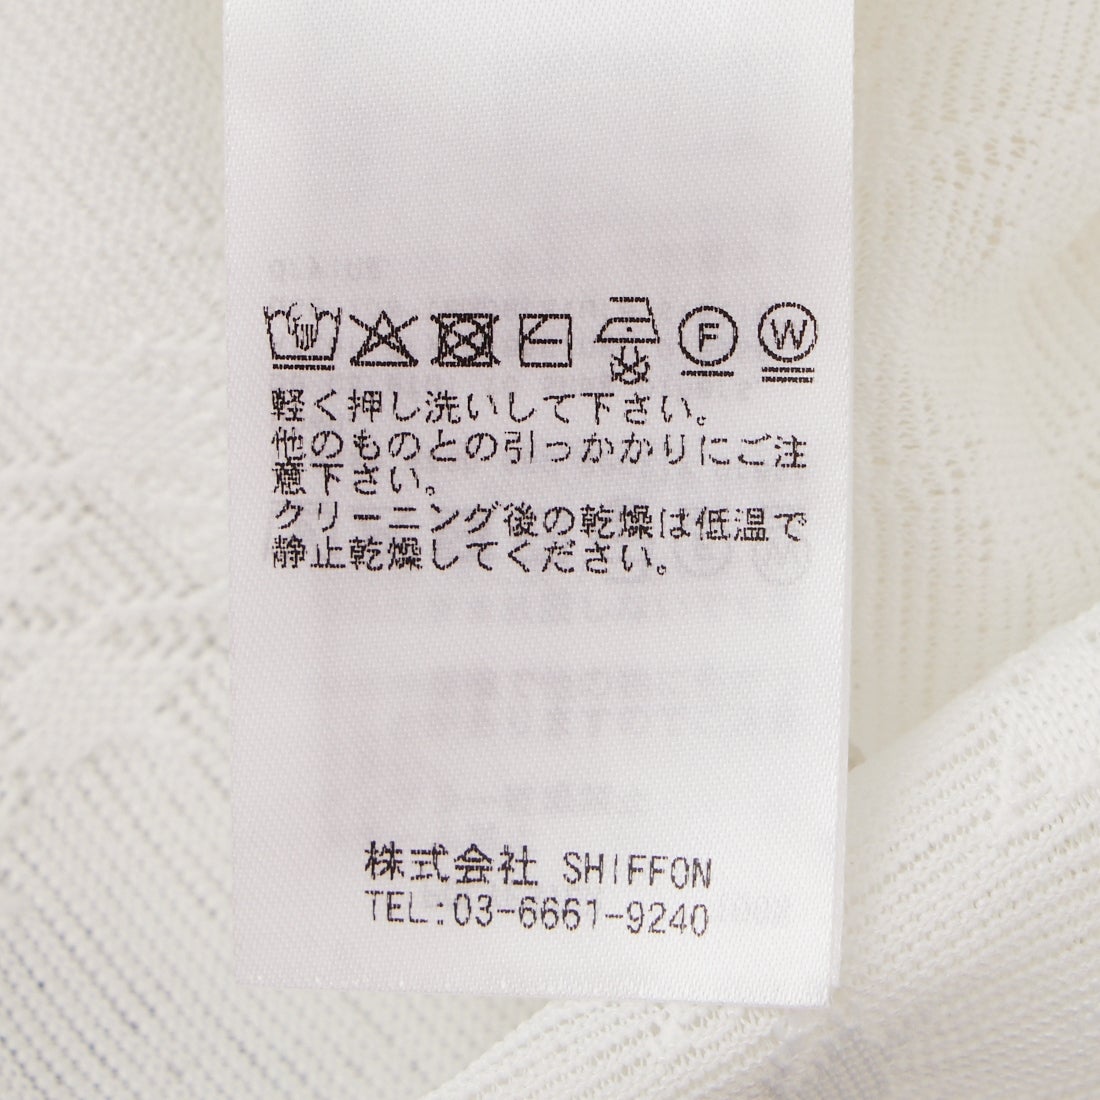 F W
軽く押し洗いして下さい。
他のものとの引っかかりにご注
意下さい。
クリーニング後の乾燥は低温で
静止乾燥してください。
株式会社 SHIFFON
TEL:03-6661-9240